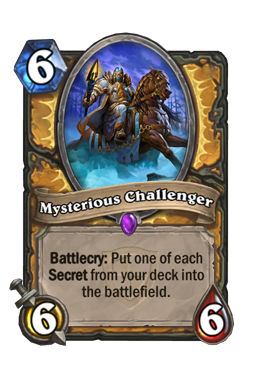 6
Mysterious Challenger
Battlecry: Put one of each
Secret from your deck into
the battlefield.
6
6